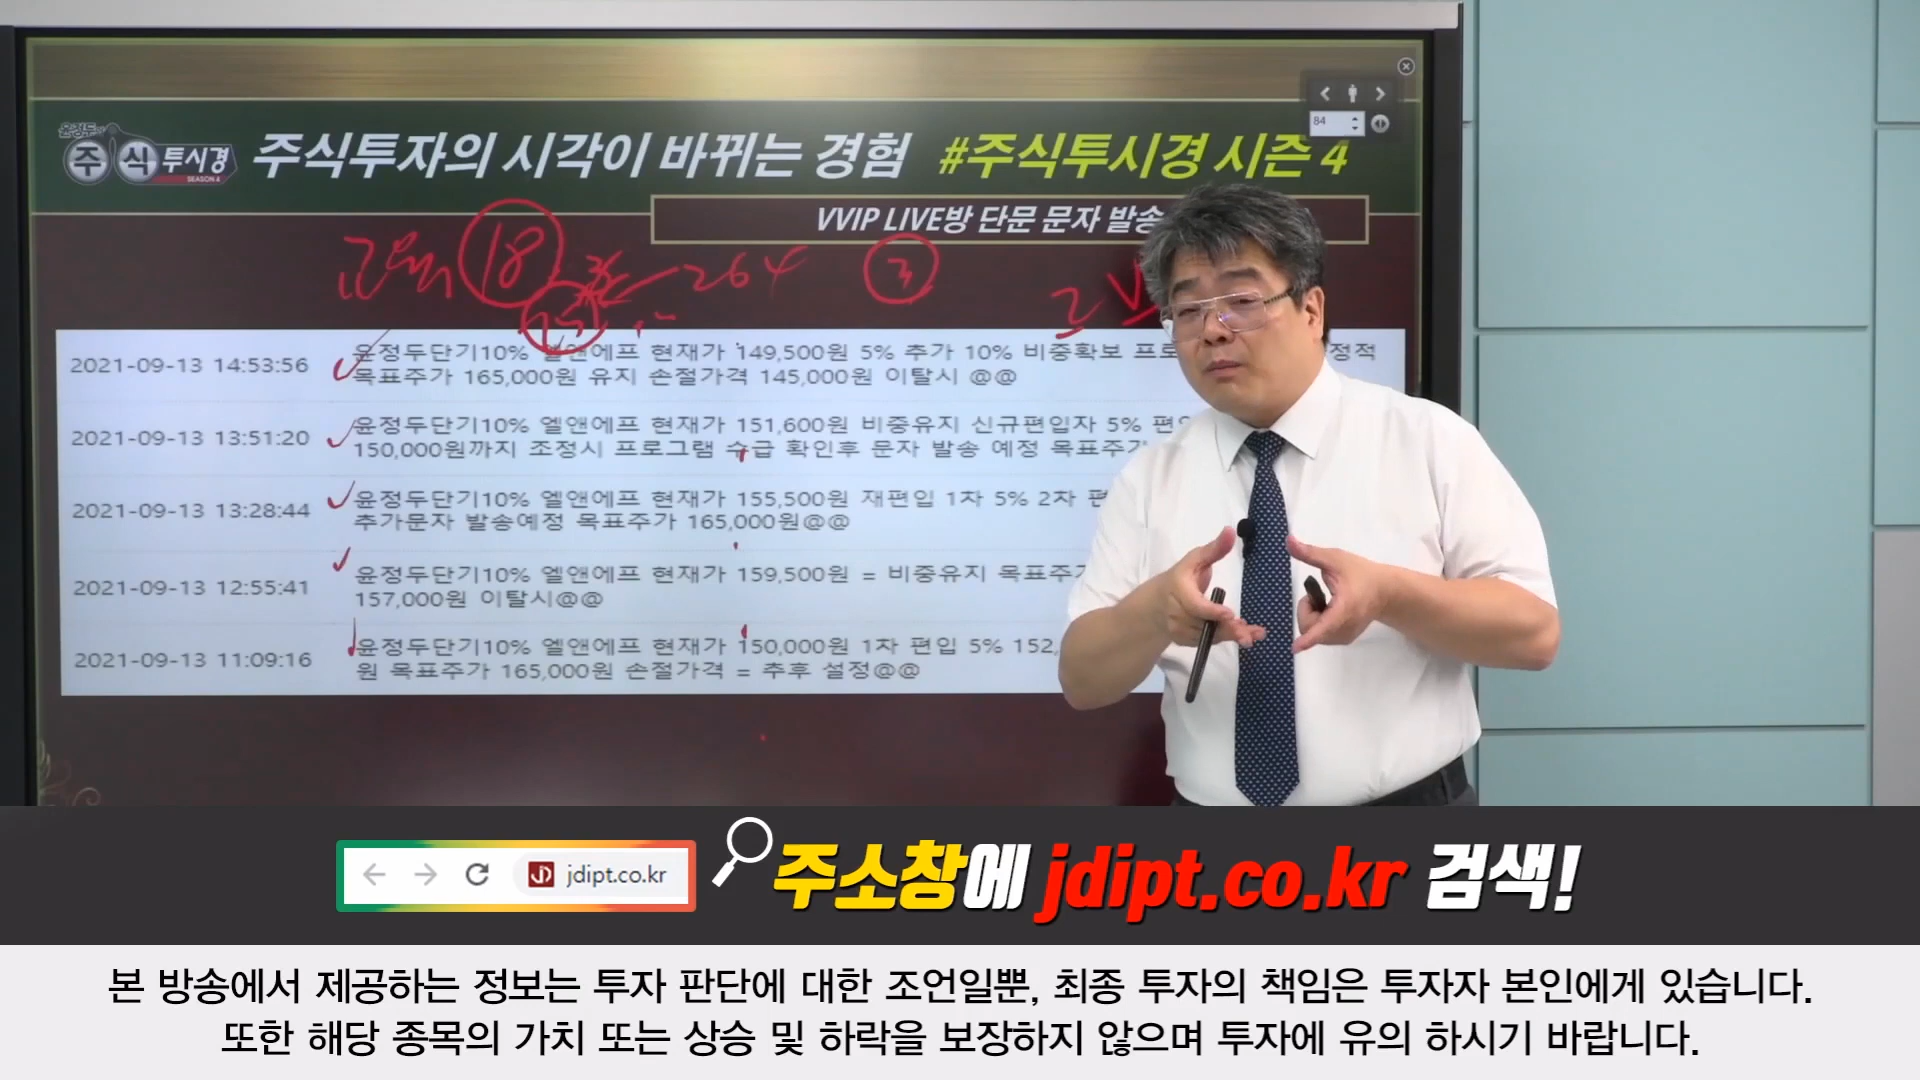 84
윤정두의
주식투시경
SEASON 4
주식투자의 시각이 바뀌는 경험 #주식투시경 시즌 4
VVIP LIVE방 단문 문자 발송
18
264
3
2021-09-13 14:53:56
윤정두단기10% 엘앤에프 현재가 149,500원 5% 추가 10% 비중확보
정적
목표주가 165,000원 유지 손절가격 145,000원 이탈시 @@
2021-09-13 13:51:20
윤정두단기10% 엘앤에프 현재가 151,600원 비중유지 신규편입자 5%
150,000원까지 조정시 프로그램 수급 확인후 문자 발송 예정
2021-09-13 13:28:44
윤정두단기10% 엘앤에프 현재가 155,500원 재편입 1차 5% 2차
추가문자 발송예정 목표주가 165,000원@@
2021-09-13 12:55:41
윤정두단기10% 엘앤에프 현재가 159,500원 = 비중유지
157,000원 이탈시@@
2021-09-13 11:09:16
윤정두단기10% 엘앤에프 현재가 150,000원 1차 편입 5%
원 목표주가 165,000원 손절가격 = 추후 설정@@
jdipt.co.kr
주소창에 jdipt.co.kr 검색!
본 방송에서 제공하는 정보는 투자 판단에 대한 조언일뿐, 최종 투자의 책임은 투자자 본인에게 있습니다.
또한 해당 종목의 가치 또는 상승 및 하락을 보장하지 않으며 투자에 유의 하시기 바랍니다.